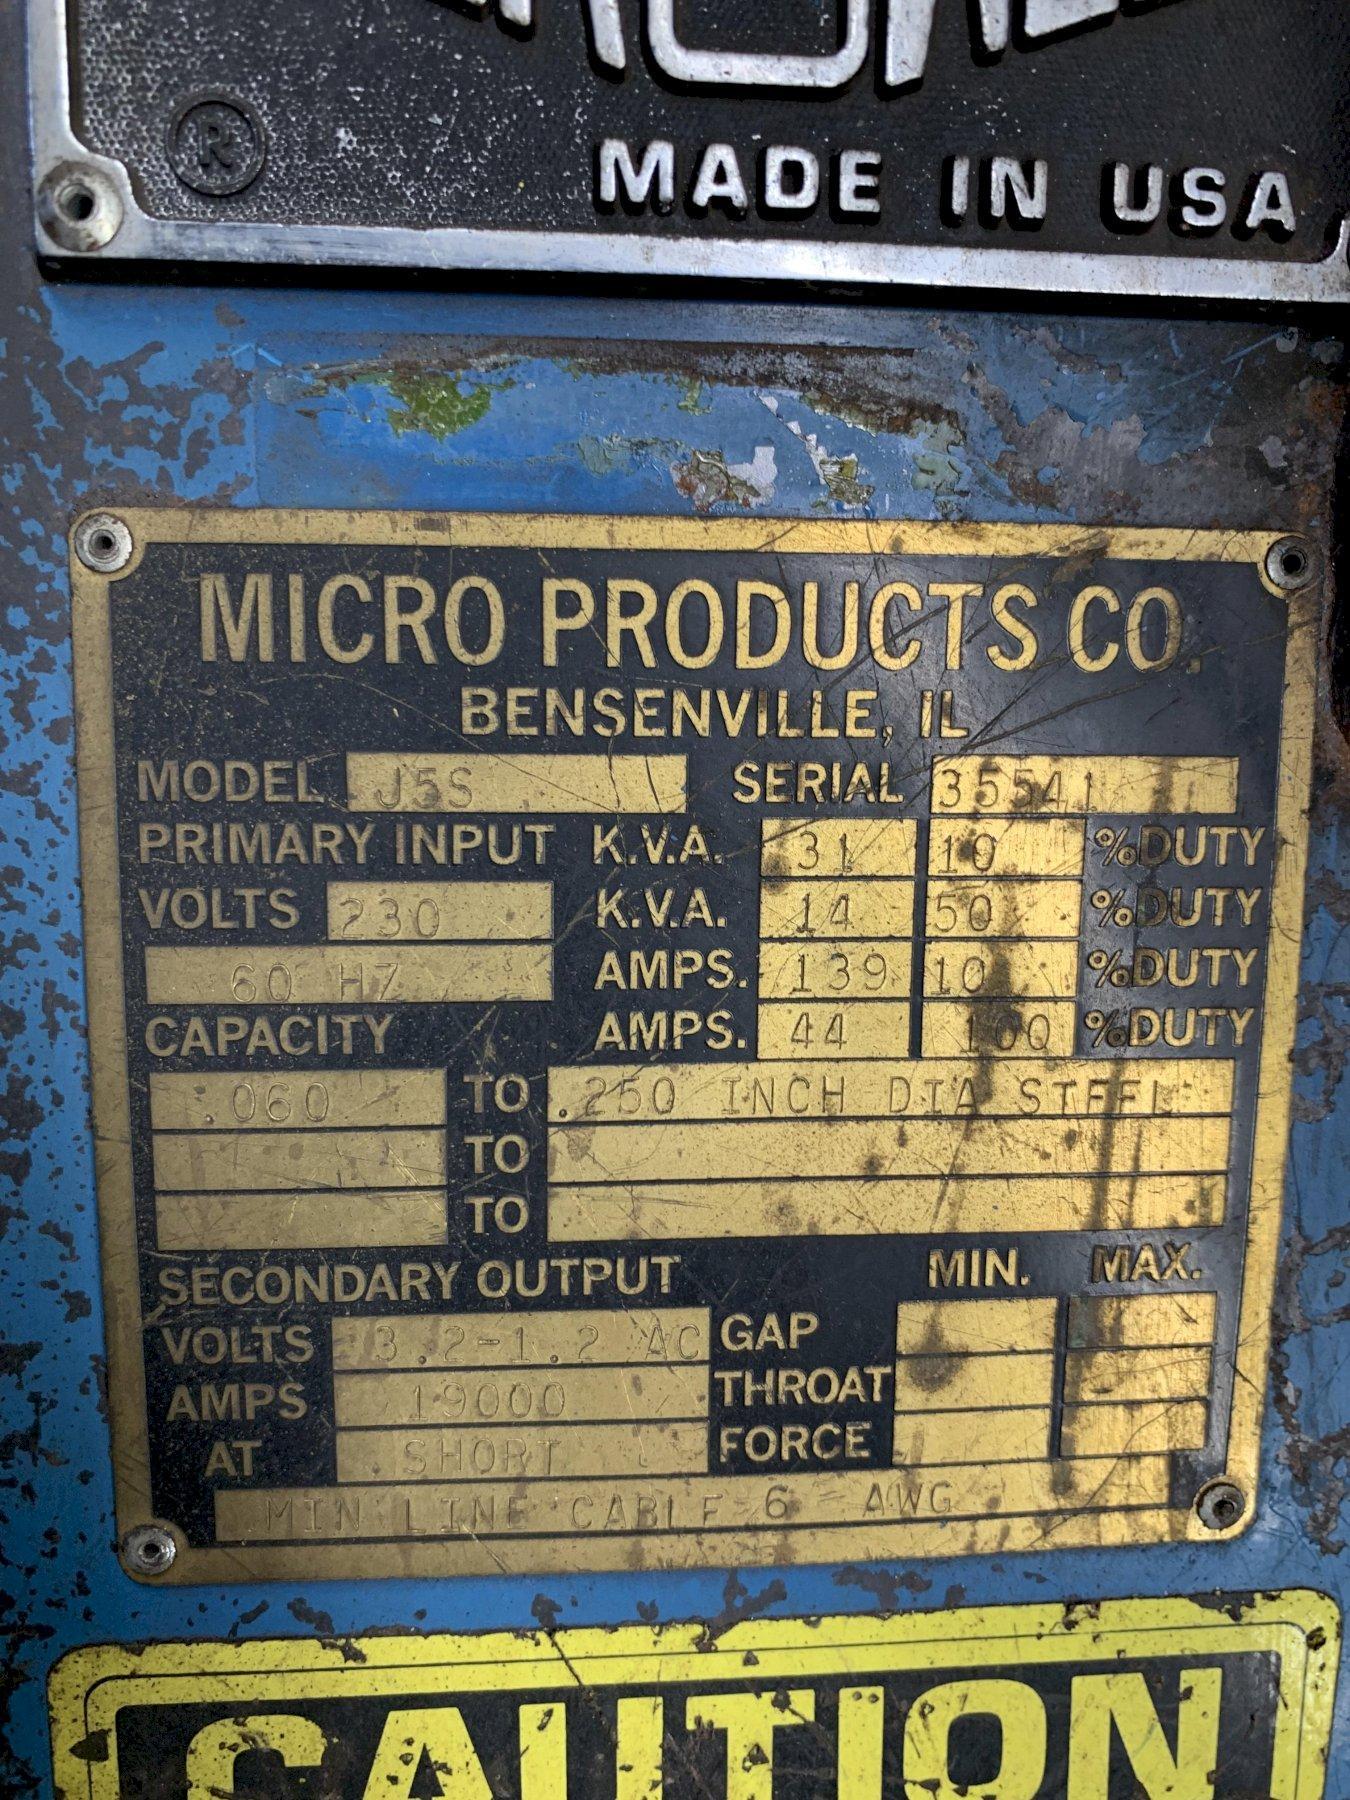 ®
MADE IN USA
MICRO PRODUCTS CO.
BENSENVILLE, IL
MODEL J5S SERIAL 35541
PRIMARY INPUT K.V.A. 31 10 %DUTY
VOLTS 230 K.V.A. 14 50 %DUTY
60 HZ AMPS. 139 10 %DUTY
CAPACITY AMPS. 44 100 %DUTY
.060 TO .250 INCH DIA STEEL
TO
TO
SECONDARY OUTPUT MIN. MAX.
VOLTS 3.2-1.2 AC GAP
AMPS 19000 THROAT
AT SHORT FORCE
MIN LINE CABLE 6 AWG
CAUTION